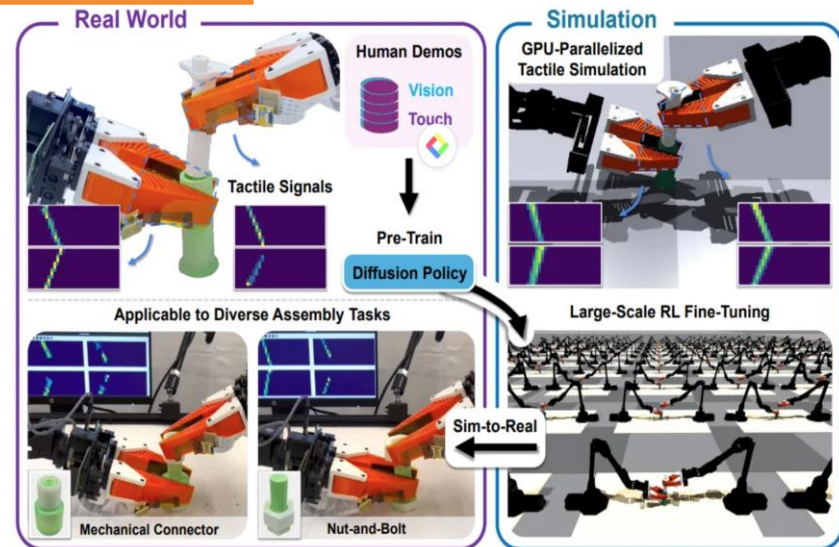 Real World
Simulation
Human Demos
Vision
Touch
GPU-Parallelized
Tactile Simulation
Tactile Signals
Pre-Train
Diffusion Policy
Applicable to Diverse Assembly Tasks
Large-Scale RL Fine-Tuning
Sim-to-Real
Mechanical Connector
Nut-and-Bolt